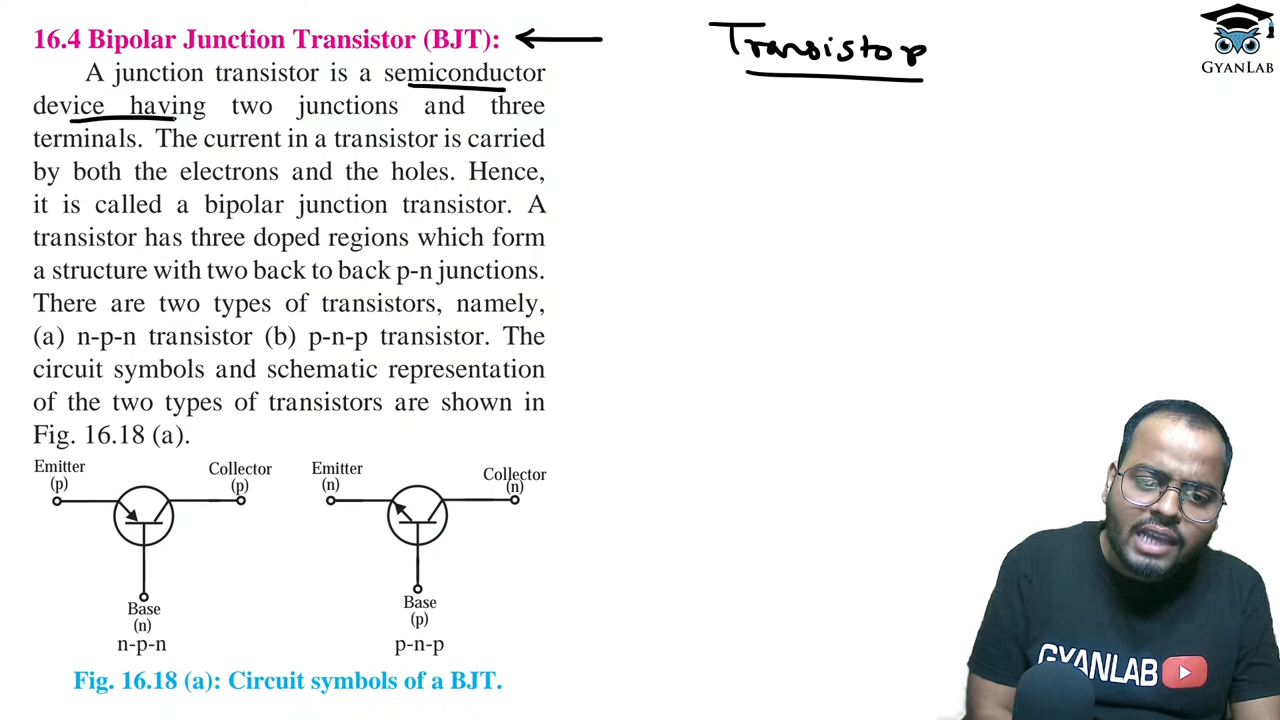 16.4 Bipolar Junction Transistor (BJT):
A junction transistor is a semiconductor
device having two junctions and three
terminals. The current in a transistor is carried
by both the electrons and the holes. Hence,
it is called a bipolar junction transistor. A
transistor has three doped regions which form
a structure with two back to back p-n junctions.
There are two types of transistors, namely,
(a) n-p-n transistor (b) p-n-p transistor. The
circuit symbols and schematic representation
of the two types of transistors are shown in
Fig. 16.18 (a).
Emitter
(p)
Collector
(p)
Base
(n)
n-p-n
Emitter
(n)
Collector
(n)
Base
(p)
p-n-p
Fig. 16.18 (a): Circuit symbols of a BJT.
Transistor
GYANLAB
GYANLAB